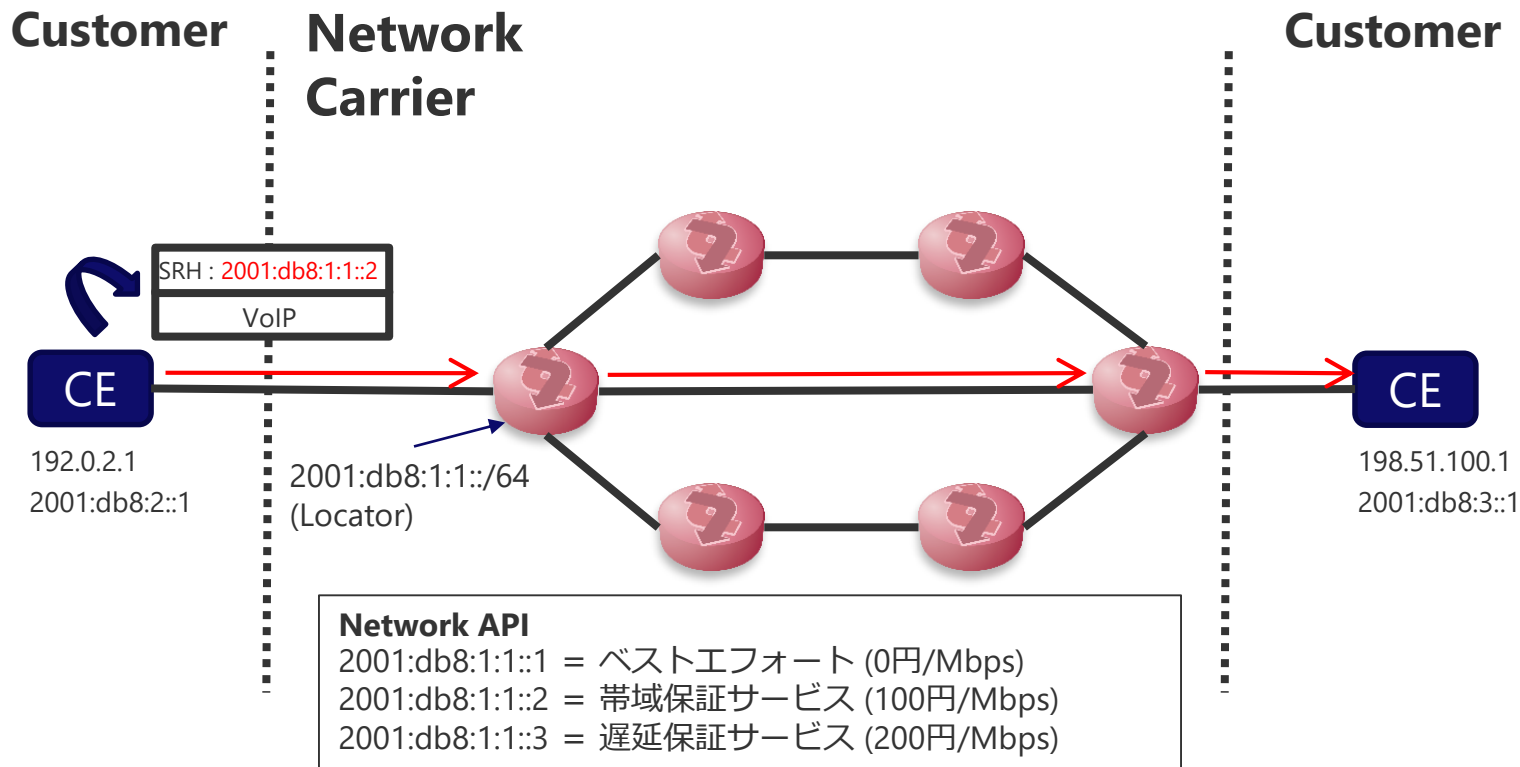 Customer
Network
Carrier
Customer
SRH : 2001:db8:1:1::2
VoIP
CE
CE
192.0.2.1
2001:db8:2::1
2001:db8:1:1::/64
(Locator)
198.51.100.1
2001:db8:3::1
Network API
2001:db8:1:1::1 = ベストエフォート (0円/Mbps)
2001:db8:1:1::2 = 帯域保証サービス (100円/Mbps)
2001:db8:1:1::3 = 遅延保証サービス (200円/Mbps)